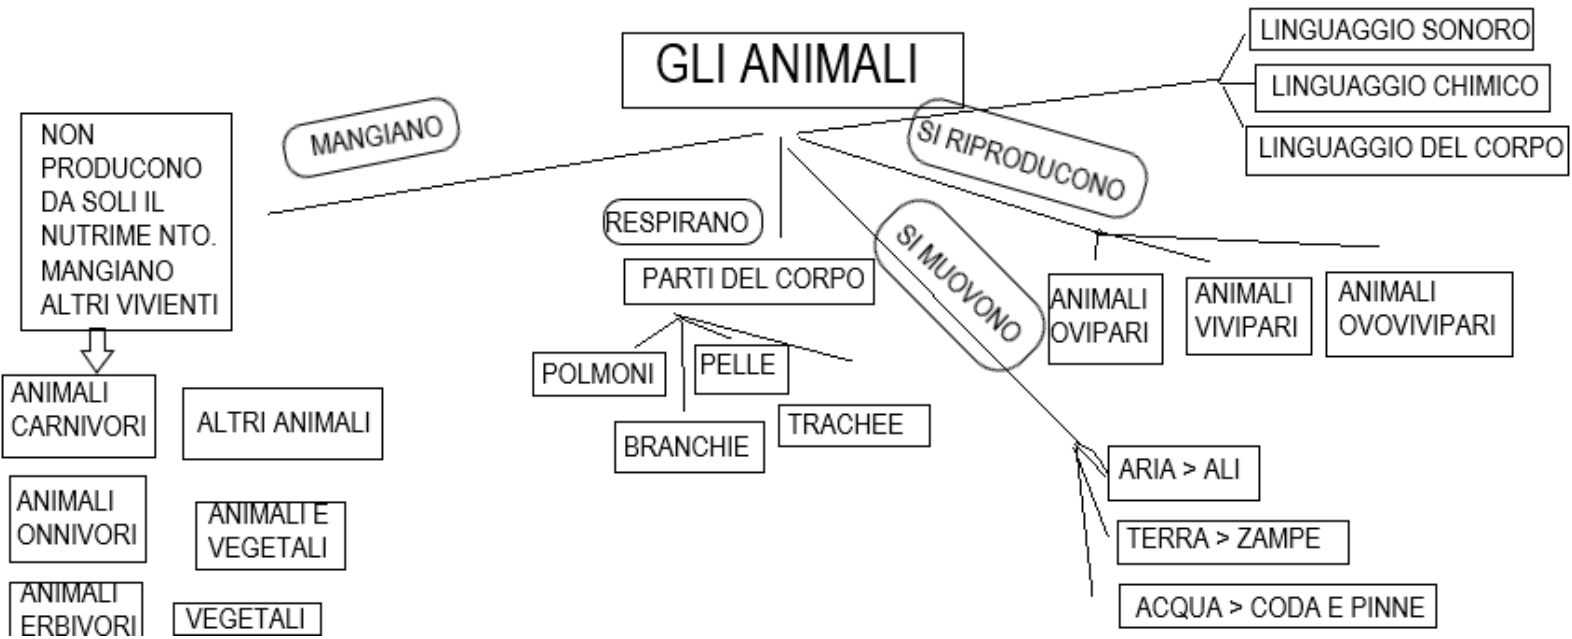 GLI ANIMALI
LINGUAGGIO SONORO
LINGUAGGIO CHIMICO
LINGUAGGIO DEL CORPO
MANGIANO
NON
PRODUCONO
DA SOLI IL
NUTRIME NTO.
MANGIANO
ALTRI VIVIENTI
ANIMALI
CARNIVORI
ALTRI ANIMALI
ANIMALI
ONNIVORI
ANIMALI E
VEGETALI
ANIMALI
ERBIVORI
VEGETALI
RESPIRANO
PARTI DEL CORPO
POLMONI
PELLE
BRANCHIE
TRACHEE
SI RIPRODUCONO
ANIMALI
OVIPARI
ANIMALI
VIVIPARI
ANIMALI
OVOVIVIPARI
SI MUOVONO
ARIA > ALI
TERRA > ZAMPE
ACQUA > CODA E PINNE